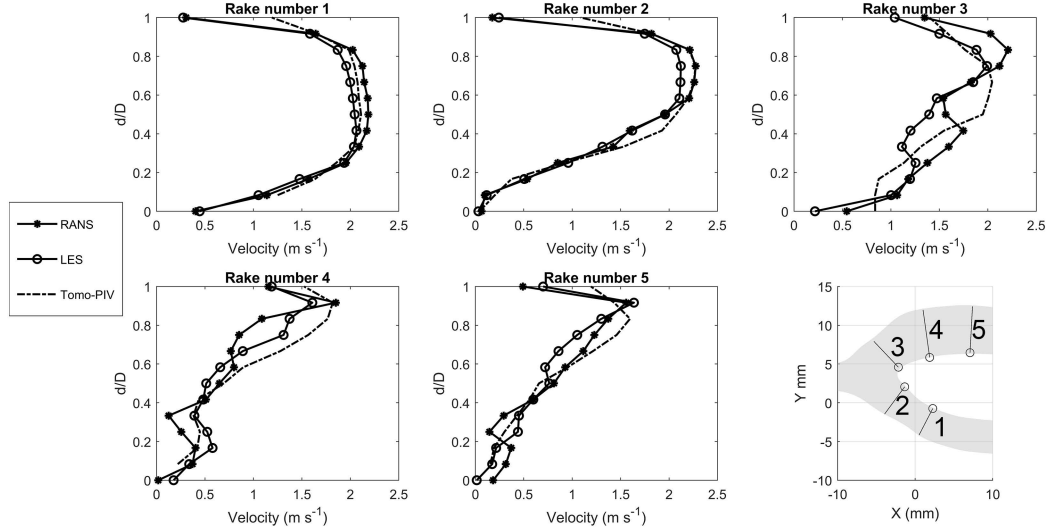 Rake number 1
Rake number 2
Rake number 3
1
0.8
0.6
0.4
0.2
0
d/D
0 0.5 1 1.5 2 2.5
Velocity (m s-1)
1
0.8
0.6
0.4
0.2
0
d/D
0 0.5 1 1.5 2 2.5
Velocity (m s-1)
1
0.8
0.6
0.4
0.2
0
d/D
0 0.5 1 1.5 2 2.5
Velocity (m s-1)
RANS
LES
Tomo-PIV
Rake number 4
Rake number 5
1
0.8
0.6
0.4
0.2
0
d/D
0 0.5 1 1.5 2 2.5
Velocity (m s-1)
1
0.8
0.6
0.4
0.2
0
d/D
0 0.5 1 1.5 2 2.5
Velocity (m s-1)
15
10
5
0
-5
-10
Y mm
3
4
5
2
1
-10 0 10
X (mm)